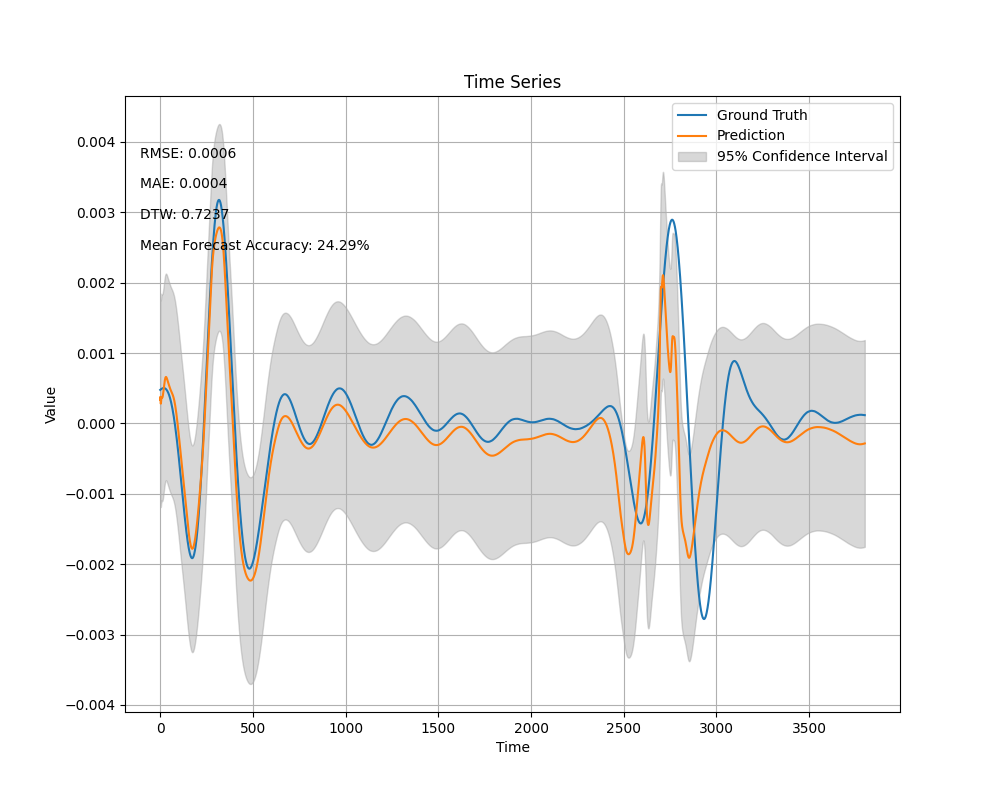 Time Series
Ground Truth
Prediction
95% Confidence Interval
RMSE: 0.0006
MAE: 0.0004
DTW: 0.7237
Mean Forecast Accuracy: 24.29%
0.004
0.003
0.002
0.001
0.000
−0.001
−0.002
−0.003
−0.004
Value
0 500 1000 1500 2000 2500 3000 3500
Time